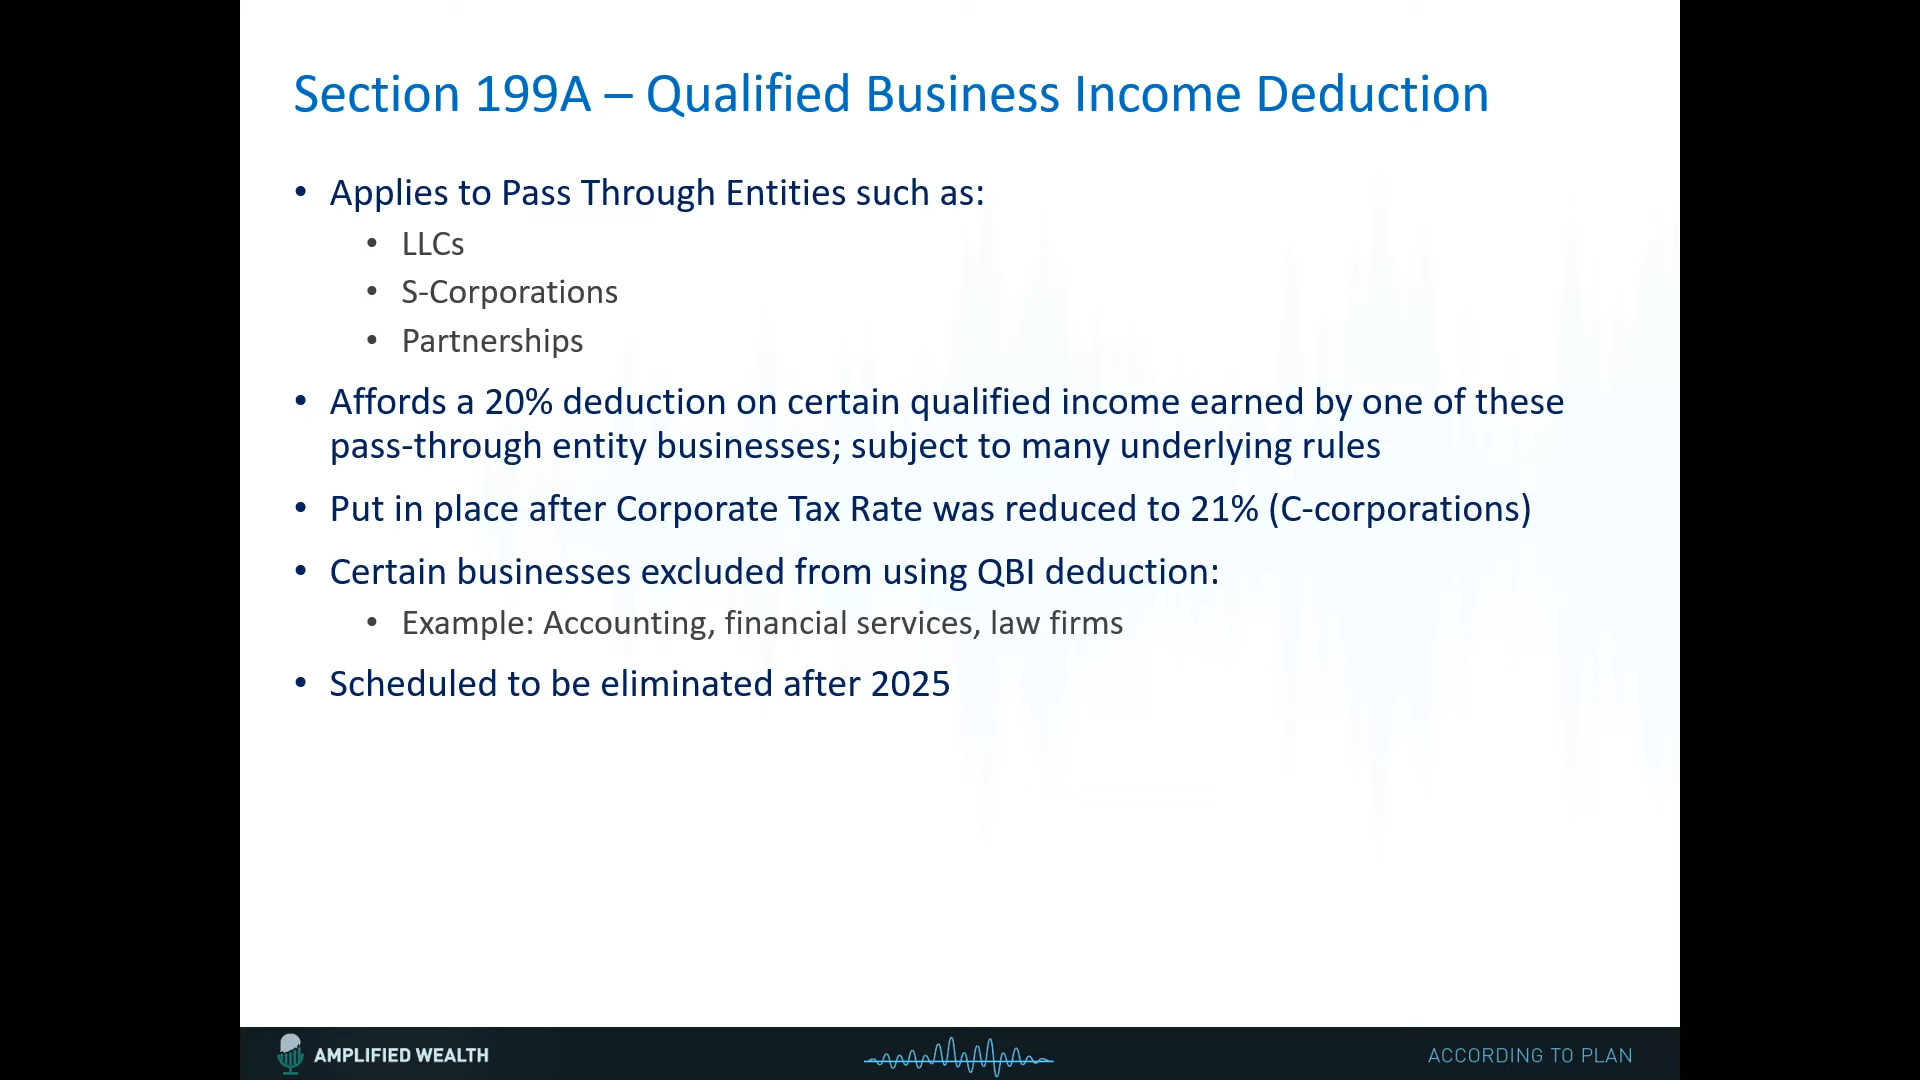 Section 199A – Qualified Business Income Deduction
• Applies to Pass Through Entities such as:
• LLCs
• S-Corporations
• Partnerships
• Affords a 20% deduction on certain qualified income earned by one of these
pass-through entity businesses; subject to many underlying rules
• Put in place after Corporate Tax Rate was reduced to 21% (C-corporations)
• Certain businesses excluded from using QBI deduction:
• Example: Accounting, financial services, law firms
• Scheduled to be eliminated after 2025
AMPLIFIED WEALTH
ACCORDING TO PLAN